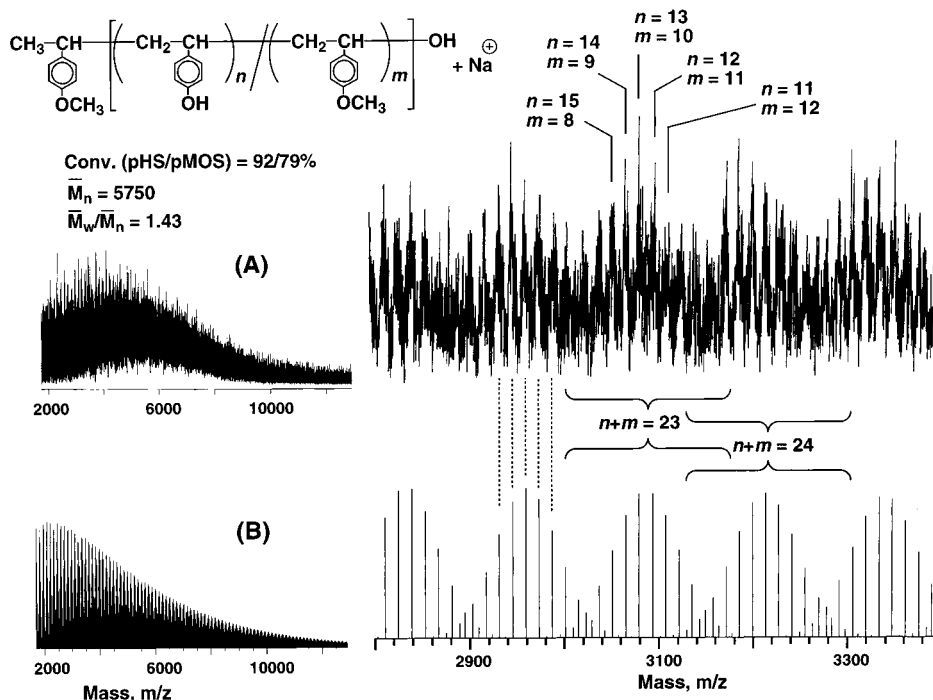 CH₃–CH
CH₂–CH
n
CH₂ CH
m
OH
+ Na⊕
OCH₃
OH
OCH₃
n = 13
m = 10
n = 14
m = 9
n = 12
m = 11
n = 15
m = 8
n = 11
m = 12
Conv. (pHS/pMOS) = 92/79%
M̅n = 5750
M̅w/M̅n = 1.43
(A)
2000 6000 10000
n+m = 23
n+m = 24
(B)
2000 6000 10000
Mass, m/z
2900 3100 3300
Mass, m/z